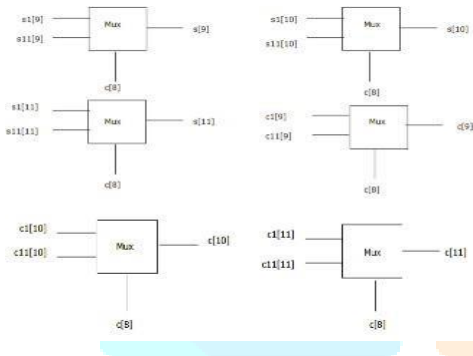 s1[9]
s11[9]
Mux
s[9]
c[8]
s1[10]
s11[10]
Mux
s[10]
c[8]
s1[11]
s11[11]
Mux
s[11]
c[8]
c1[9]
c11[9]
Mux
c[9]
c[8]
c1[10]
c11[10]
Mux
c[10]
c[8]
c1[11]
c11[11]
Mux
c[11]
c[8]